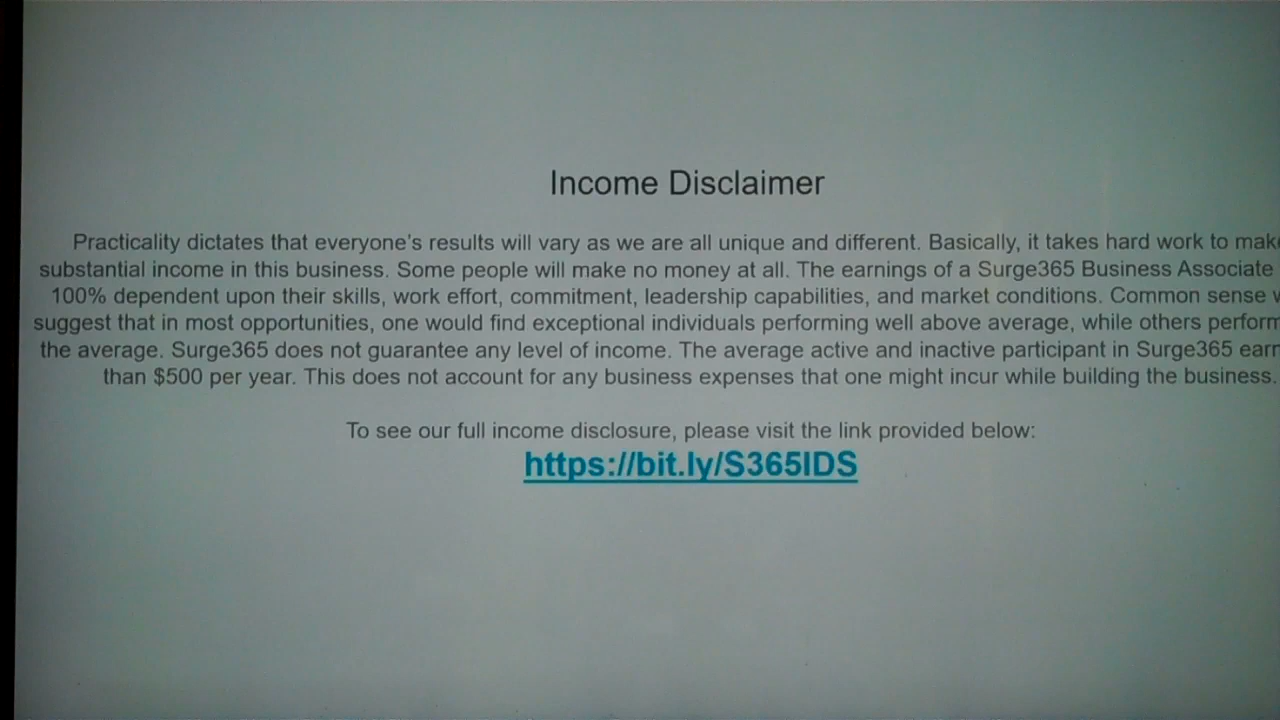 Income Disclaimer
Practicality dictates that everyone's results will vary as we are all unique and different. Basically, it takes hard work to
substantial income in this business. Some people will make no money at all. The earnings of a Surge365 Business Associate
100% dependent upon their skills, work effort, commitment, leadership capabilities, and market conditions. Common sense
suggest that in most opportunities, one would find exceptional individuals performing well above average, while others
the average. Surge365 does not guarantee any level of income. The average active and inactive participant in Surge365
than $500 per year. This does not account for any business expenses that one might incur while building the business.
To see our full income disclosure, please visit the link provided below:
https://bit.ly/S365IDS